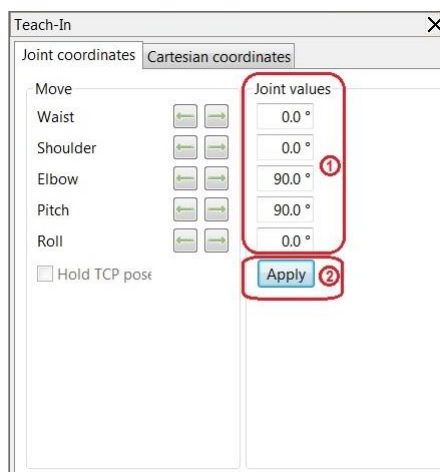 Teach-In
Joint coordinates Cartesian coordinates
Move Joint values
Waist 0.0 °
Shoulder 0.0 °
Elbow 90.0 °
Pitch 90.0 °
Roll 0.0 °
Hold TCP pose Apply
1
2